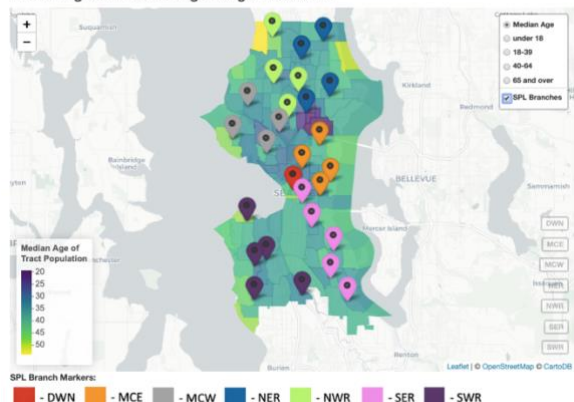 +
−
Median Age
under 18
18-39
40-64
65 and over
SPL Branches
Kirkland
Redmond
Bainbridge
Island
BELLEVUE
Sammamish
SE
Mercer Island
DWN
MCE
MCW
NER
NWR
SER
SWR
Median Age of
Tract Population
20
25
30
35
40
45
50
Burien
Renton
Leaflet | © OpenStreetMap © CartoDB
SPL Branch Markers:
- DWN - MCE - MCW - NER - NWR - SER - SWR